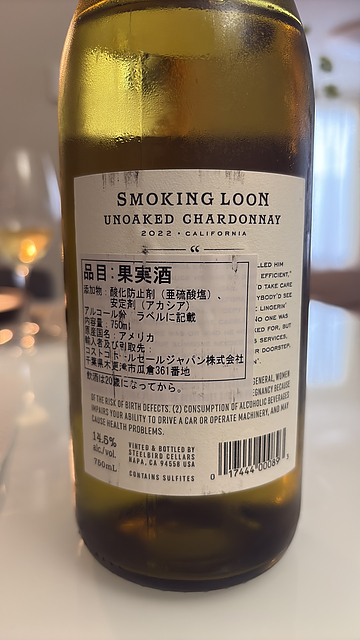 SMOKING LOON
UNOAKED CHARDONNAY
2022 • CALIFORNIA
“
LED HIM
EFFICIENT,"
D TAKE CARE
YBODY'D SEE
LINGERIN'
NO ONE WAS
KED FOR, BUT
S SERVICES,
R DOORSTEP,
品目:果実酒
添加物:酸化防止剤(亜硫酸塩)、
安定剤(アカシア)
アルコール分 ラベルに記載
内容量:750ml
原産国名:アメリカ
輸入者及び引取先:
コストコホールセールジャパン株式会社
千葉県木更津市瓜倉361番地
飲酒は20歳になってから。
GENERAL, WOMEN
GNANCY BECAUSE
OF THE RISK OF BIRTH DEFECTS. (2) CONSUMPTION OF ALCOHOLIC BEVERAGES
IMPAIRS YOUR ABILITY TO DRIVE A CAR OR OPERATE MACHINERY, AND MAY
CAUSE HEALTH PROBLEMS.
14.5%
alc./vol.
750ml
VINTED & BOTTLED BY
STEELBIRD CELLARS
NAPA, CA 94558 USA
CONTAINS SULFITES
0 17444 00089 3